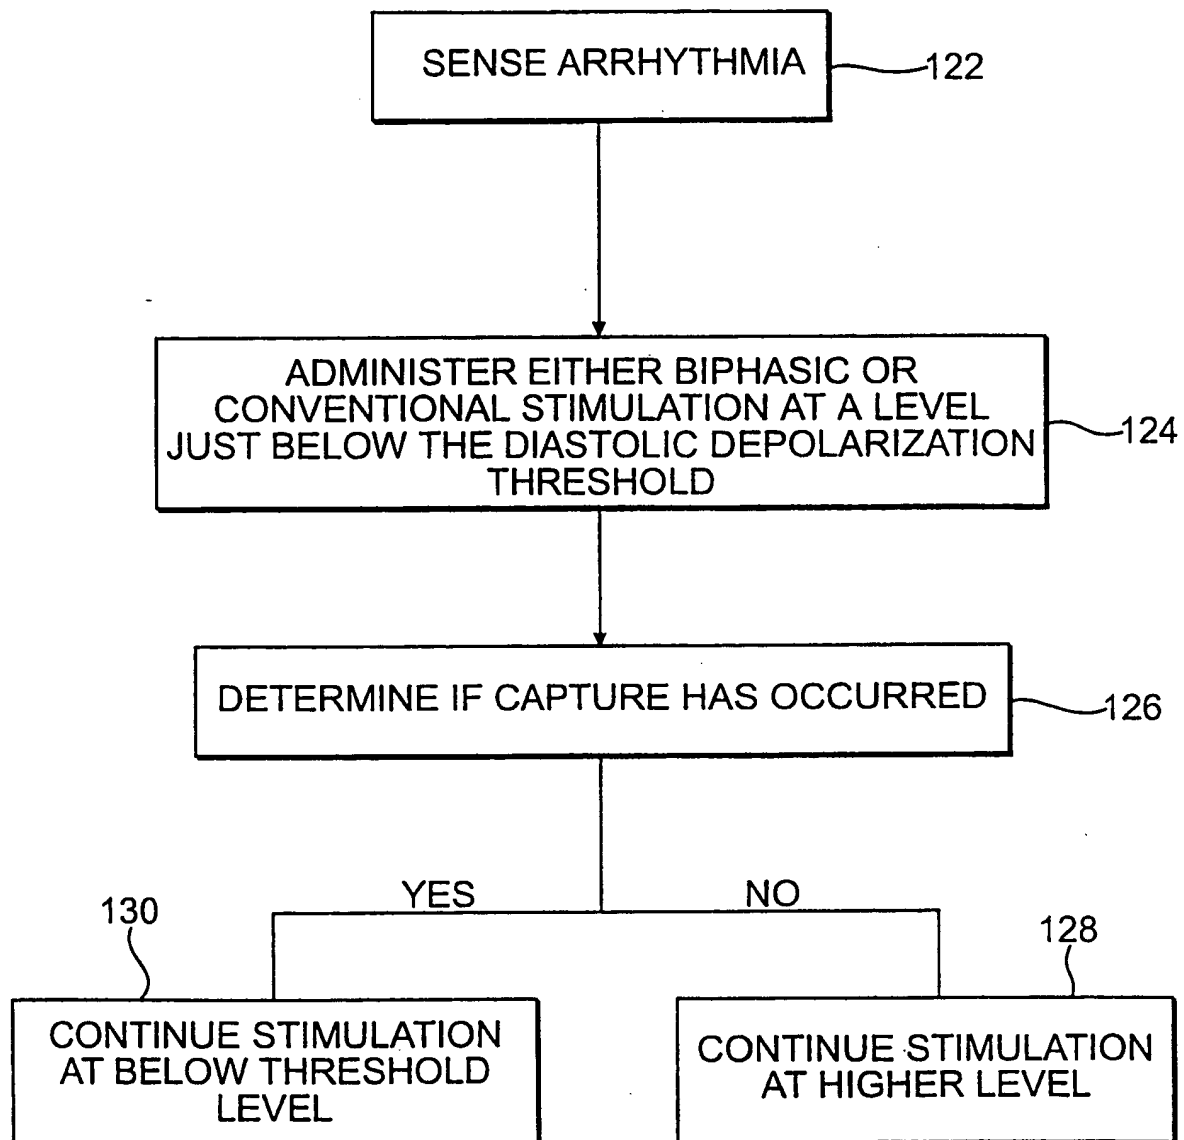 SENSE ARRHYTHMIA
122
ADMINISTER EITHER BIPHASIC OR
CONVENTIONAL STIMULATION AT A LEVEL
JUST BELOW THE DIASTOLIC DEPOLARIZATION
THRESHOLD
124
DETERMINE IF CAPTURE HAS OCCURRED
126
YES
NO
130
128
CONTINUE STIMULATION
AT BELOW THRESHOLD
LEVEL
CONTINUE STIMULATION
AT HIGHER LEVEL